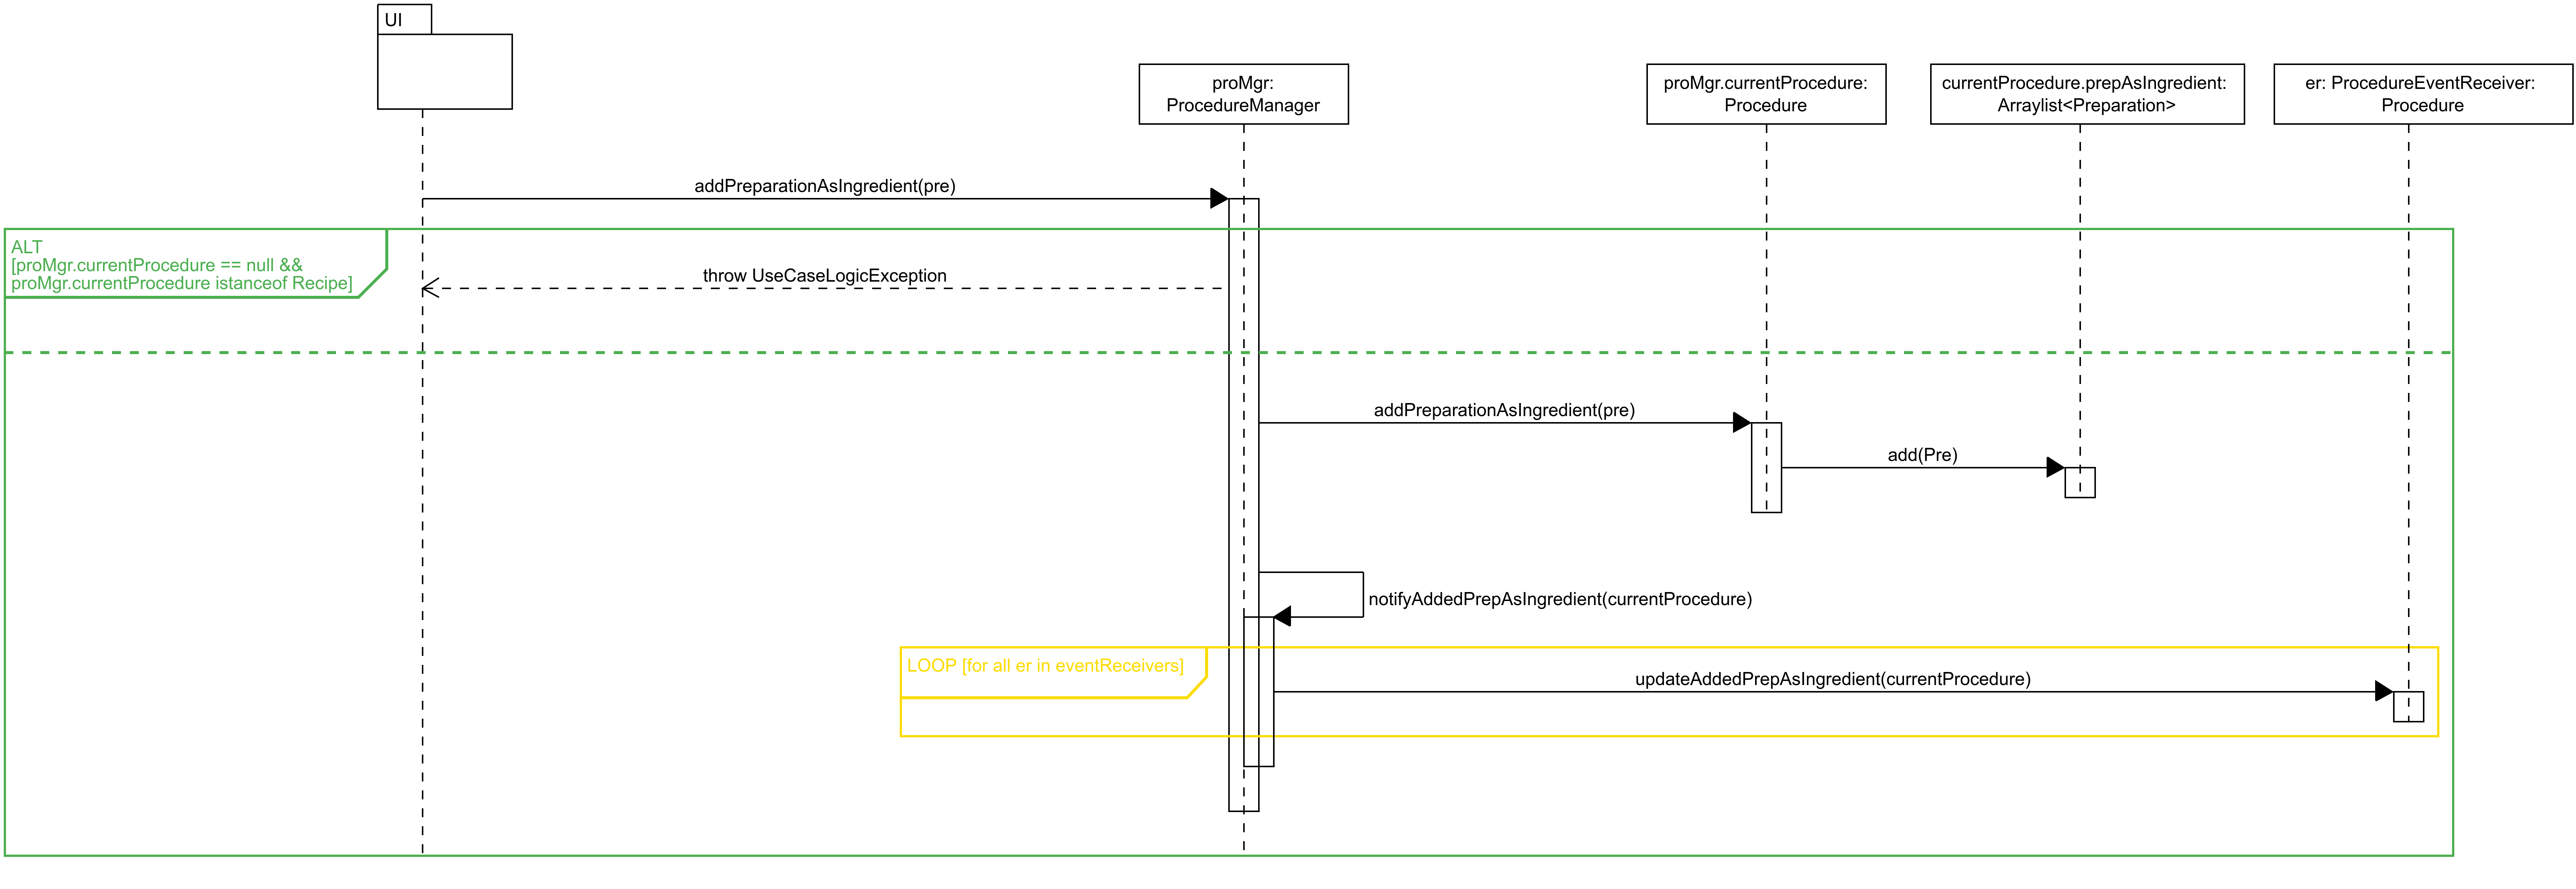 UI
proMgr:
ProcedureManager
proMgr.currentProcedure:
Procedure
currentProcedure.prepAsIngredient:
Arraylist<Preparation>
er: ProcedureEventReceiver:
Procedure
addPreparationAsIngredient(pre)
ALT
[proMgr.currentProcedure == null &&
proMgr.currentProcedure istanceof Recipe]
throw UseCaseLogicException
addPreparationAsIngredient(pre)
add(Pre)
notifyAddedPrepAsIngredient(currentProcedure)
LOOP [for all er in eventReceivers]
updateAddedPrepAsIngredient(currentProcedure)